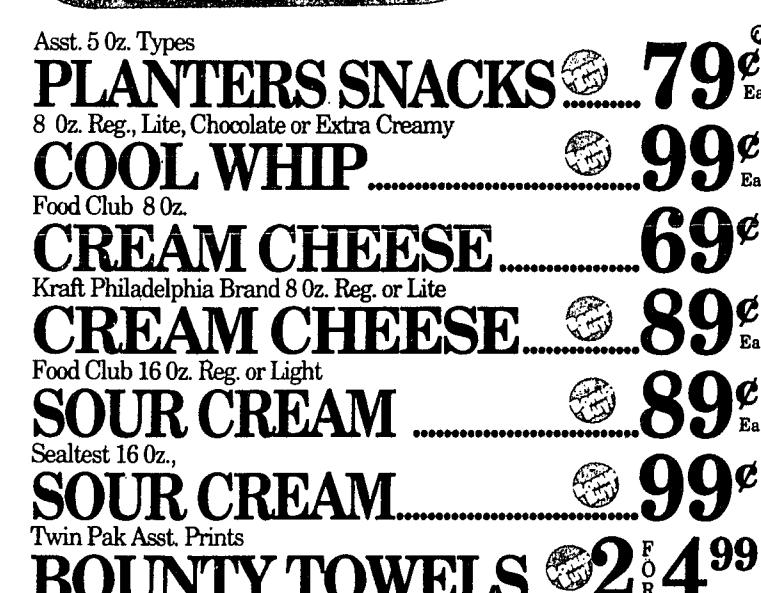 Asst. 5 Oz. Types
PLANTERS SNACKS 79¢ Ea
8 Oz. Reg., Lite, Chocolate or Extra Creamy
COOL WHIP 99¢ Ea
Food Club 8 Oz.
CREAM CHEESE 69¢
Kraft Philadelphia Brand 8 Oz. Reg. or Lite
CREAM CHEESE 89¢ Ea
Food Club 16 Oz. Reg. or Light
SOUR CREAM 89¢ Ea
Sealtest 16 Oz.,
SOUR CREAM 99¢
Twin Pak Asst. Prints
BOUNTY TOWELS 2 FOR 4⁹⁹